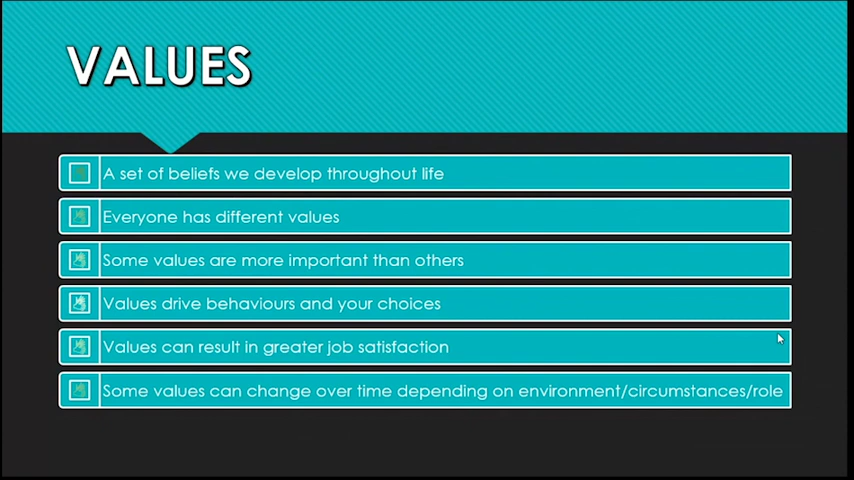 VALUES
A set of beliefs we develop throughout life
Everyone has different values
Some values are more important than others
Values drive behaviours and your choices
Values can result in greater job satisfaction
Some values can change over time depending on environment/circumstances/role